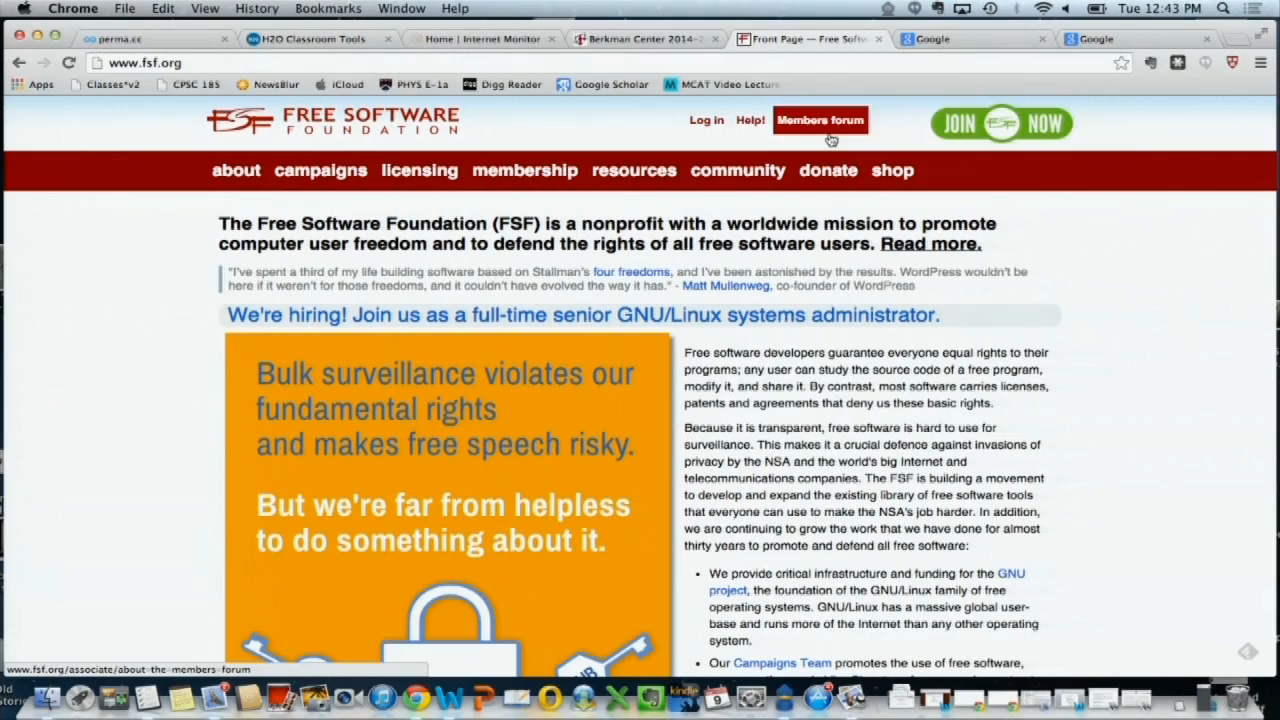 Chrome File Edit View History Bookmarks Window Help Tue 12:43 PM
perma.cc H2O Classroom Tools Home | Internet Monitor Berkman Center 2014-2 Front Page — Free Softw Google Google
www.fsf.org
Apps Classes*v2 CPSC 185 NewsBlur iCloud PHYS E-1a Digg Reader Google Scholar MCAT Video Lecture
FREE SOFTWARE
FOUNDATION
Log in Help! Members forum
JOIN FSF NOW
about campaigns licensing membership resources community donate shop
The Free Software Foundation (FSF) is a nonprofit with a worldwide mission to promote
computer user freedom and to defend the rights of all free software users. Read more.
"I've spent a third of my life building software based on Stallman's four freedoms, and I've been astonished by the results. WordPress wouldn't be
here if it weren't for those freedoms, and it couldn't have evolved the way it has." - Matt Mullenweg, co-founder of WordPress
We're hiring! Join us as a full-time senior GNU/Linux systems administrator.
Bulk surveillance violates our
fundamental rights
and makes free speech risky.
But we're far from helpless
to do something about it.
Free software developers guarantee everyone equal rights to their
programs; any user can study the source code of a free program,
modify it, and share it. By contrast, most software carries licenses,
patents and agreements that deny us these basic rights.
Because it is transparent, free software is hard to use for
surveillance. This makes it a crucial defence against invasions of
privacy by the NSA and the world's big Internet and
telecommunications companies. The FSF is building a movement
to develop and expand the existing library of free software tools
that everyone can use to make the NSA's job harder. In addition,
we are continuing to grow the work that we have done for almost
thirty years to promote and defend all free software:
• We provide critical infrastructure and funding for the GNU
project, the foundation of the GNU/Linux family of free
operating systems. GNU/Linux has a massive global user-
base and runs more of the Internet than any other operating
system.
• Our Campaigns Team promotes the use of free software,
www.fsf.org/associate/about-the-members-forum
kindle
9